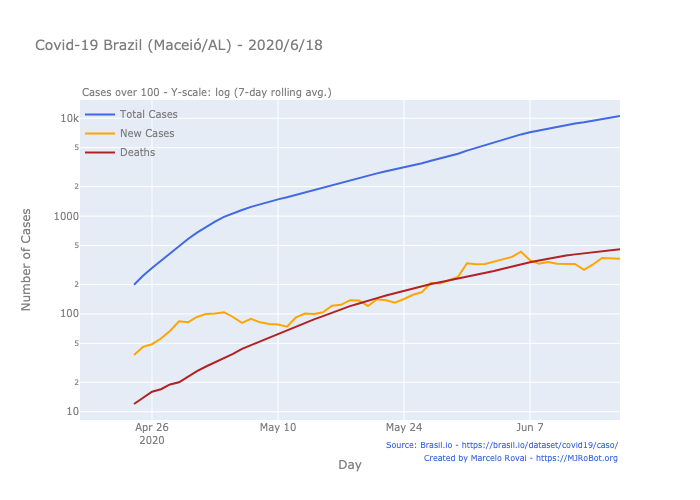 Covid-19 Brazil (Maceió/AL) - 2020/6/18
Cases over 100 - Y-scale: log (7-day rolling avg.)
Total Cases
New Cases
Deaths
10k
5
2
1000
5
2
100
5
2
10
Number of Cases
Apr 26
2020
May 10
May 24
Jun 7
Day
Source: Brasil.io - https://brasil.io/dataset/covid19/caso/
Created by Marcelo Rovai - https://MJRoBot.org